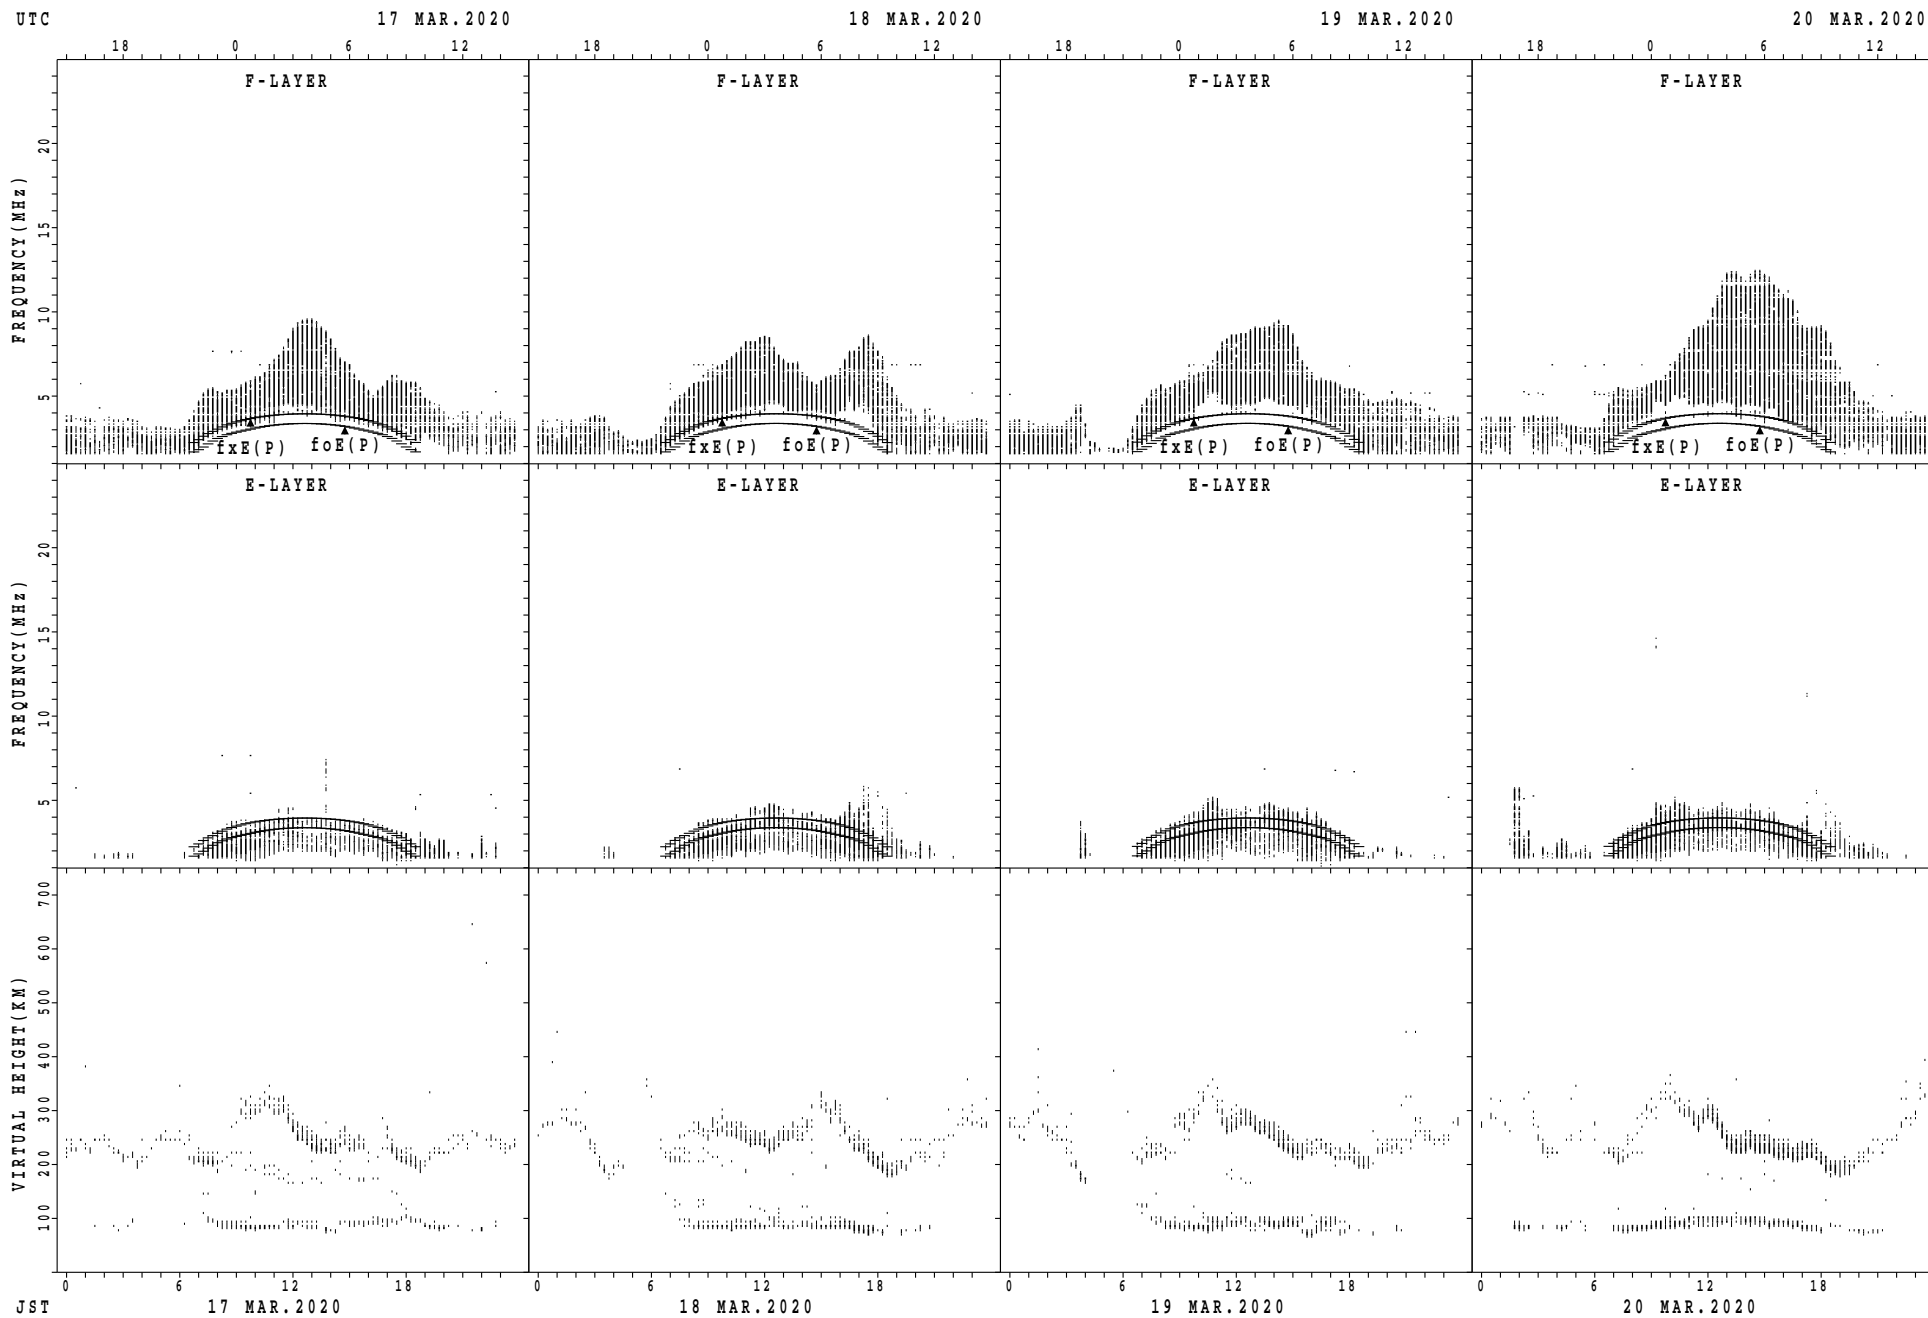 UTC 17 MAR.2020 18 MAR.2020 19 MAR.2020 20 MAR.2020
18 0 6 12 18 0 6 12 18 0 6 12 18 0 6 12
F-LAYER F-LAYER F-LAYER F-LAYER
FREQUENCY(MHz)
20
15
10
5
fxE(P) foE(P) fxE(P) foE(P) fxE(P) foE(P) fxE(P) foE(P)
E-LAYER E-LAYER E-LAYER E-LAYER
FREQUENCY(MHz)
20
15
10
5
VIRTUAL HEIGHT(KM)
700
600
500
400
300
200
100
0 6 12 18 0 6 12 18 0 6 12 18 0 6 12 18
JST 17 MAR.2020 18 MAR.2020 19 MAR.2020 20 MAR.2020